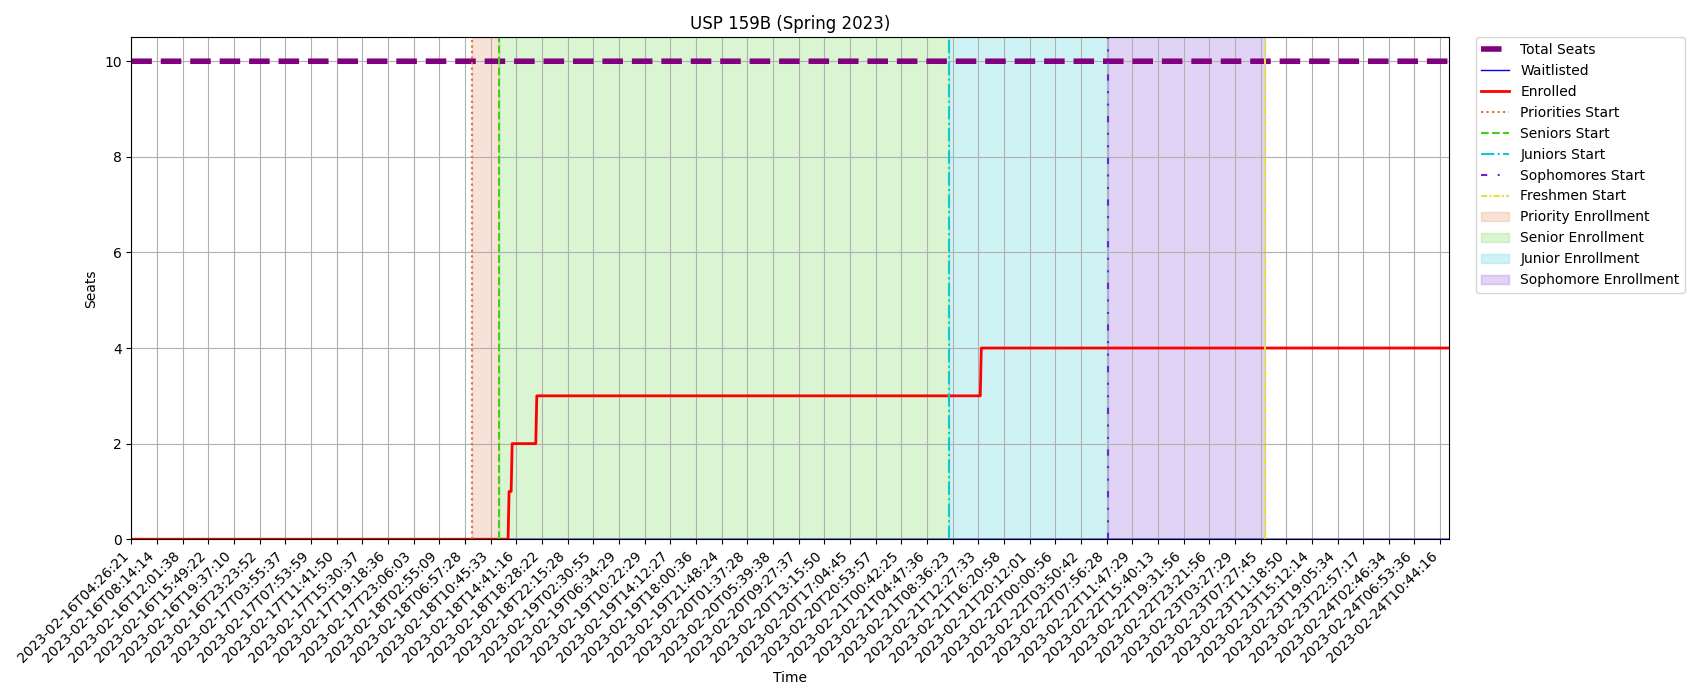 USP 159B (Spring 2023)
Seats
10
8
6
4
2
0
2023-02-16T04:26:21
2023-02-16T08:14:14
2023-02-16T12:01:38
2023-02-16T15:49:22
2023-02-16T19:37:10
2023-02-16T23:23:52
2023-02-17T03:55:37
2023-02-17T07:53:59
2023-02-17T11:41:50
2023-02-17T15:30:37
2023-02-17T19:18:36
2023-02-17T23:06:03
2023-02-18T02:55:09
2023-02-18T06:57:28
2023-02-18T10:45:33
2023-02-18T14:41:16
2023-02-18T18:28:22
2023-02-18T22:15:28
2023-02-19T02:30:55
2023-02-19T06:34:29
2023-02-19T10:22:29
2023-02-19T14:12:27
2023-02-19T18:00:36
2023-02-19T21:48:24
2023-02-20T01:37:28
2023-02-20T05:39:38
2023-02-20T09:27:37
2023-02-20T13:15:50
2023-02-20T17:04:45
2023-02-20T20:53:57
2023-02-21T00:42:25
2023-02-21T04:47:36
2023-02-21T08:36:23
2023-02-21T12:27:33
2023-02-21T16:20:58
2023-02-21T20:12:01
2023-02-22T00:00:56
2023-02-22T03:50:42
2023-02-22T07:56:28
2023-02-22T11:47:29
2023-02-22T15:40:13
2023-02-22T19:31:56
2023-02-22T23:21:56
2023-02-23T03:27:29
2023-02-23T07:27:45
2023-02-23T11:18:50
2023-02-23T15:12:14
2023-02-23T19:05:34
2023-02-23T22:57:17
2023-02-24T02:46:34
2023-02-24T06:53:36
2023-02-24T10:44:16
Time
Total Seats
Waitlisted
Enrolled
Priorities Start
Seniors Start
Juniors Start
Sophomores Start
Freshmen Start
Priority Enrollment
Senior Enrollment
Junior Enrollment
Sophomore Enrollment